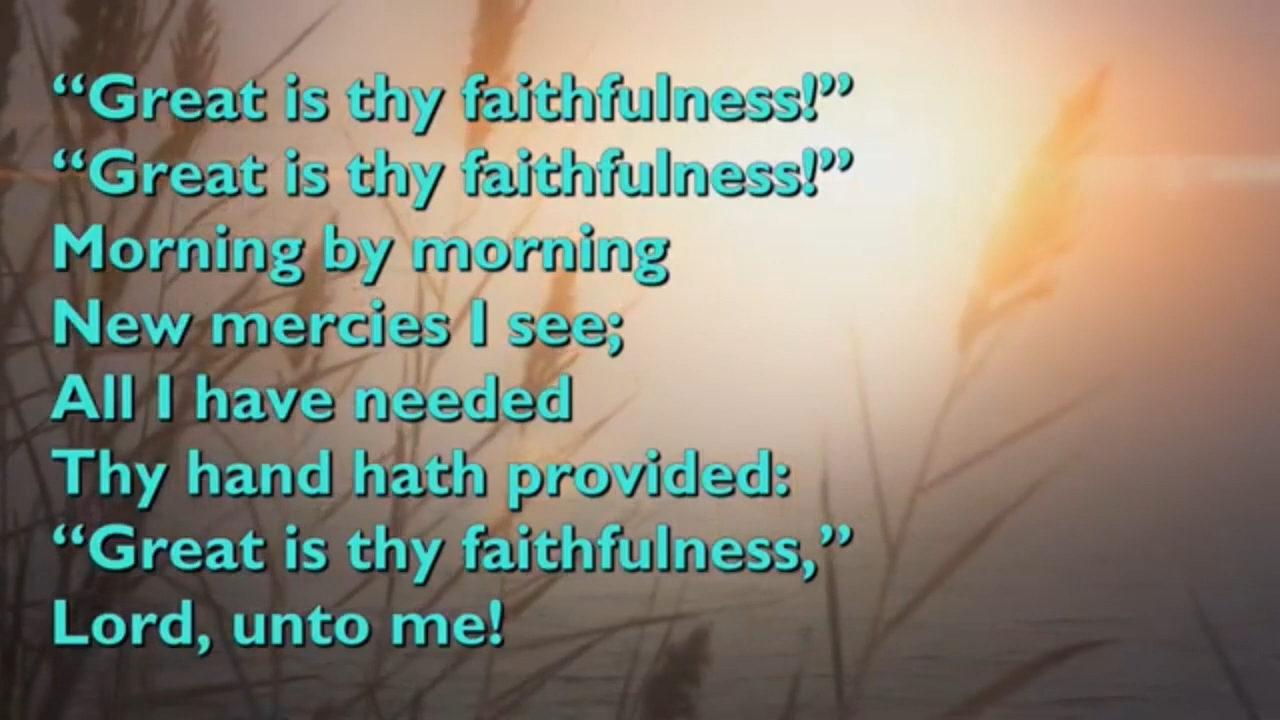 “Great is thy faithfulness!”
“Great is thy faithfulness!”
Morning by morning
New mercies I see;
All I have needed
Thy hand hath provided:
“Great is thy faithfulness,”
Lord, unto me!